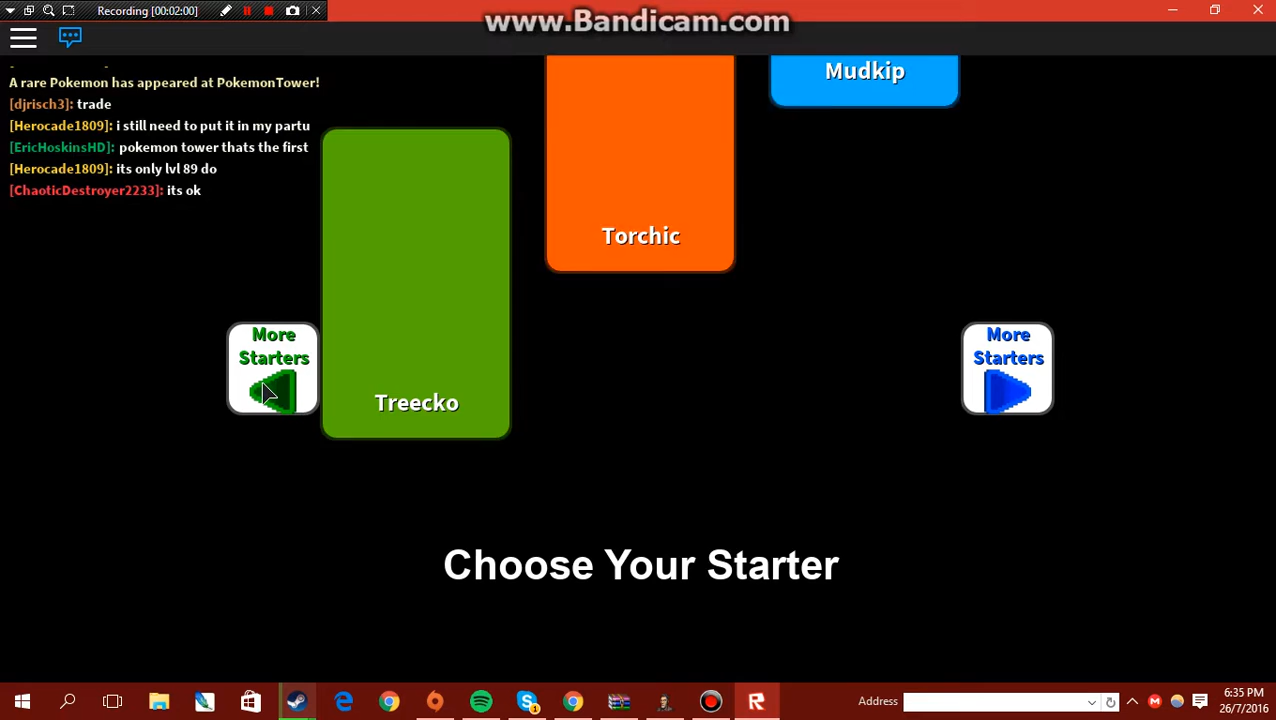 Recording [00:02:00]
www.Bandicam.com
A rare Pokemon has appeared at PokemonTower!
[djrisch3]: trade
[Herocade1809]: i still need to put it in my partu
[EricHoskinsHD]: pokemon tower thats the first
[Herocade1809]: its only lvl 89 do
[ChaoticDestroyer2233]: its ok
Mudkip
Torchic
Treecko
More
Starters
More
Starters
Choose Your Starter
Address
6:35 PM
26/7/2016